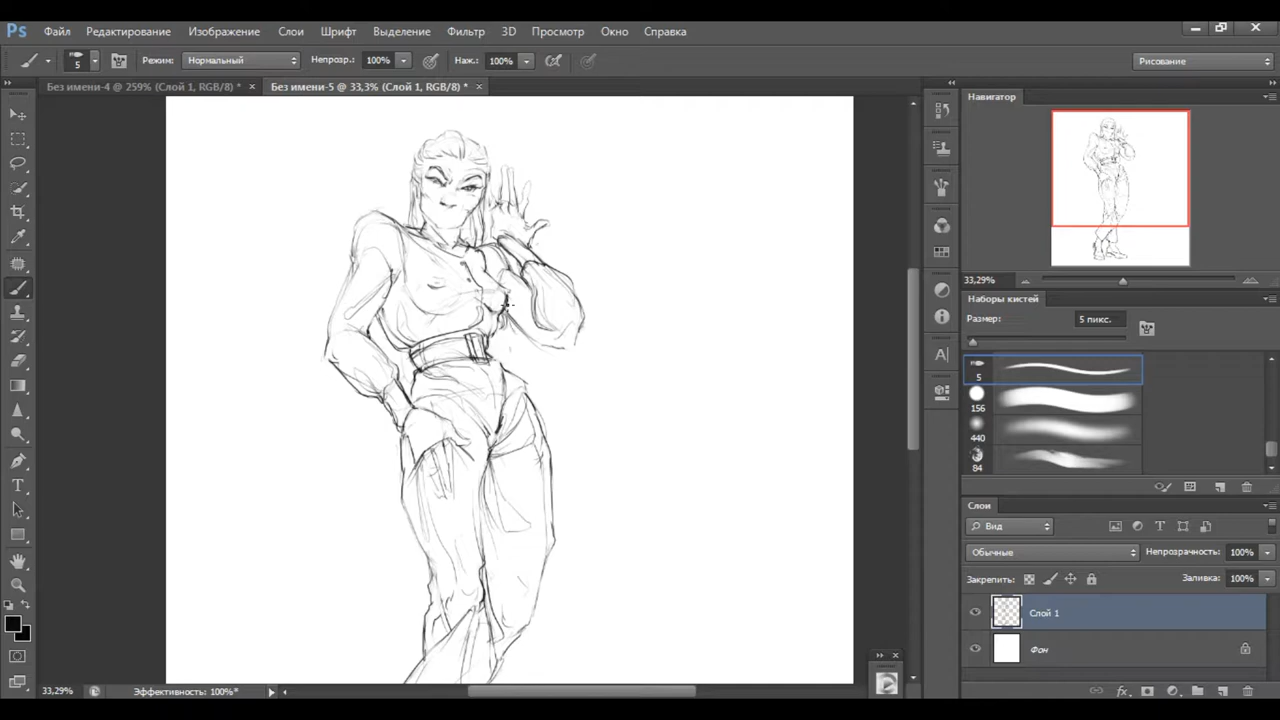 Ps Файл Редактирование Изображение Слои Шрифт Выделение Фильтр 3D Просмотр Окно Справка
5 Режим: Нормальный Непрозр.: 100% Наж.: 100% Рисование
Без имени-4 @ 259% (Слой 1, RGB/8) * Без имени-5 @ 33,3% (Слой 1, RGB/8) *
Навигатор
33,29%
Наборы кистей
Размер: 5 пикс.
5
156
440
84
Слои
Вид
Обычные Непрозрачность: 100%
Закрепить: Заливка: 100%
Слой 1
Фон
33,29% Эффективность: 100%*